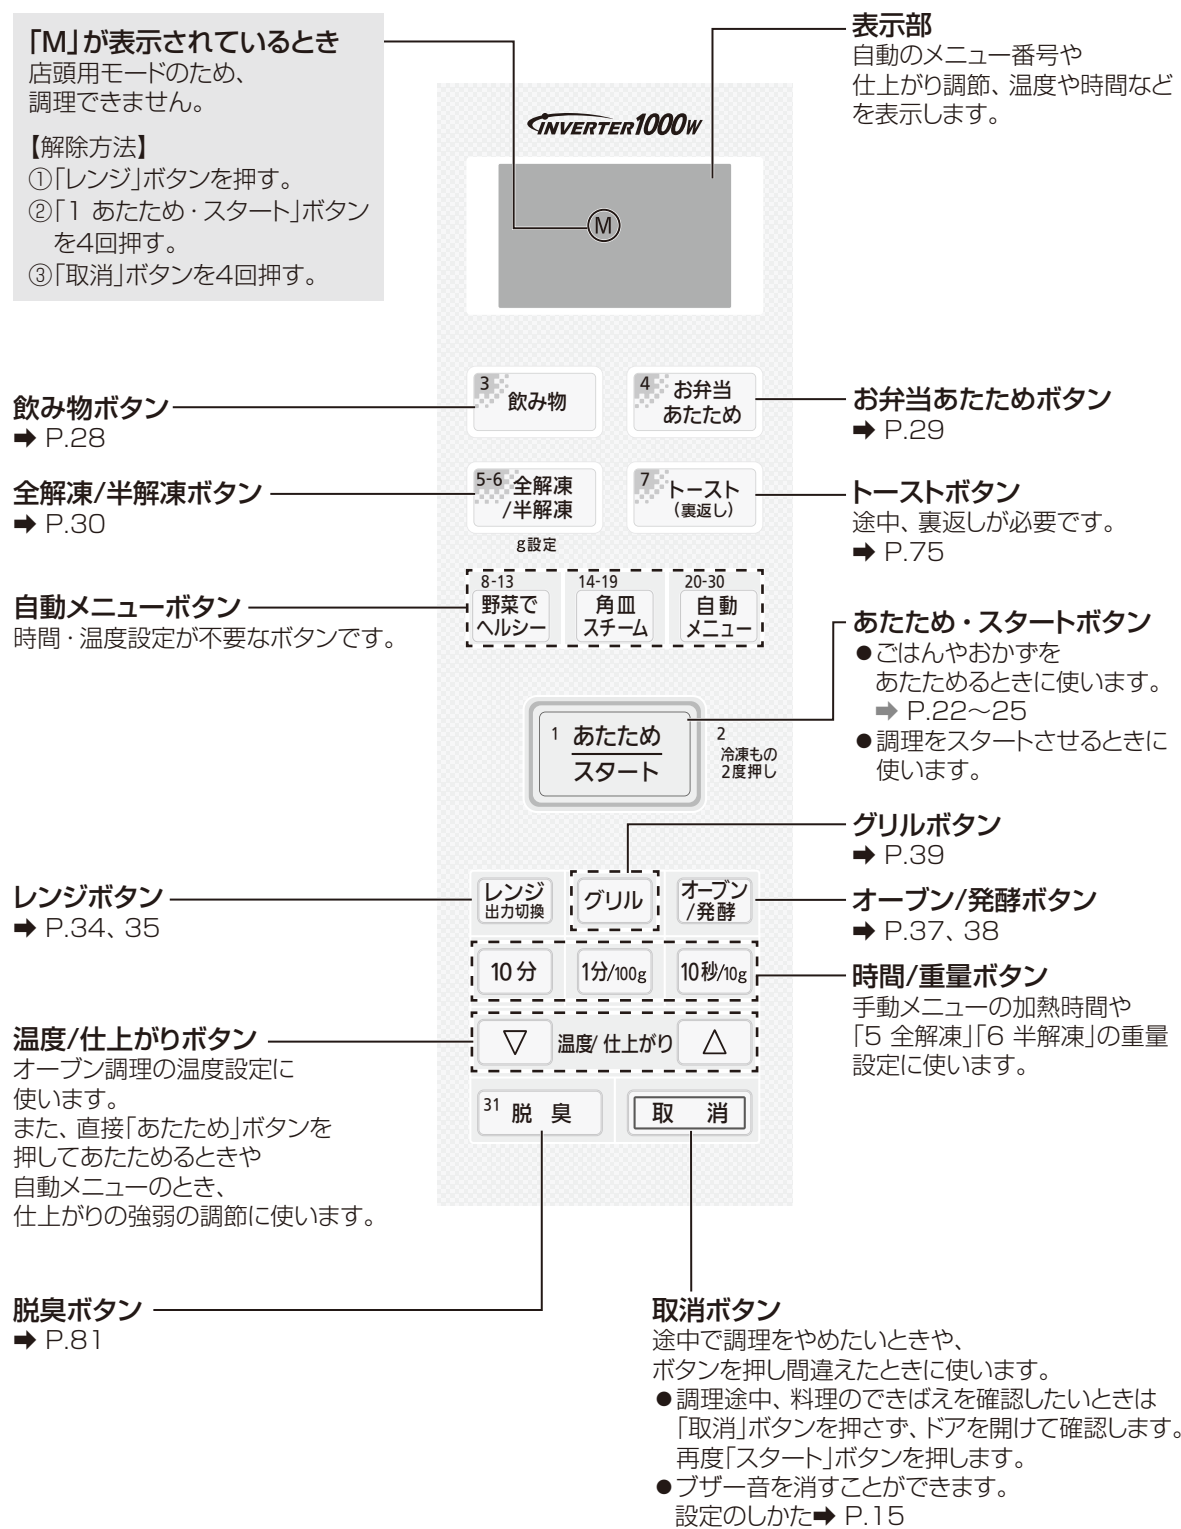 「M」が表示されているとき
店頭用モードのため、
調理できません。
【解除方法】
①「レンジ」ボタンを押す。
②「1 あたため・スタート」ボタン
を4回押す。
③「取消」ボタンを4回押す。
表示部
自動のメニュー番号や
仕上がり調節、温度や時間など
を表示します。
INVERTER1000W
M
飲み物ボタン
➡ P.28
全解凍/半解凍ボタン
➡ P.30
自動メニューボタン
時間・温度設定が不要なボタンです。
3 飲み物
4 お弁当
あたため
5-6 全解凍
/半解凍
g設定
7 トースト
(裏返し)
8-13
野菜で
ヘルシー
14-19
角皿
スチーム
20-30
自動
メニュー
1 あたため
スタート
2
冷凍もの
2度押し
お弁当あたためボタン
➡ P.29
トーストボタン
途中、裏返しが必要です。
➡ P.75
あたため・スタートボタン
●ごはんやおかずを
あたためるときに使います。
➡ P.22～25
●調理をスタートさせるときに
使います。
グリルボタン
➡ P.39
オーブン/発酵ボタン
➡ P.37、38
時間/重量ボタン
手動メニューの加熱時間や
「5 全解凍」「6 半解凍」の重量
設定に使います。
レンジボタン
➡ P.34、35
レンジ
出力切換
グリル
オーブン
/発酵
10分
1分/100g
10秒/10g
▽ 温度/仕上がり △
31 脱臭
取消
温度/仕上がりボタン
オーブン調理の温度設定に
使います。
また、直接「あたため」ボタンを
押してあたためるときや
自動メニューのとき、
仕上がりの強弱の調節に使います。
脱臭ボタン
➡ P.81
取消ボタン
途中で調理をやめたいときや、
ボタンを押し間違えたときに使います。
●調理途中、料理のできばえを確認したいときは
「取消」ボタンを押さず、ドアを開けて確認します。
再度「スタート」ボタンを押します。
●ブザー音を消すことができます。
設定のしかた➡ P.15